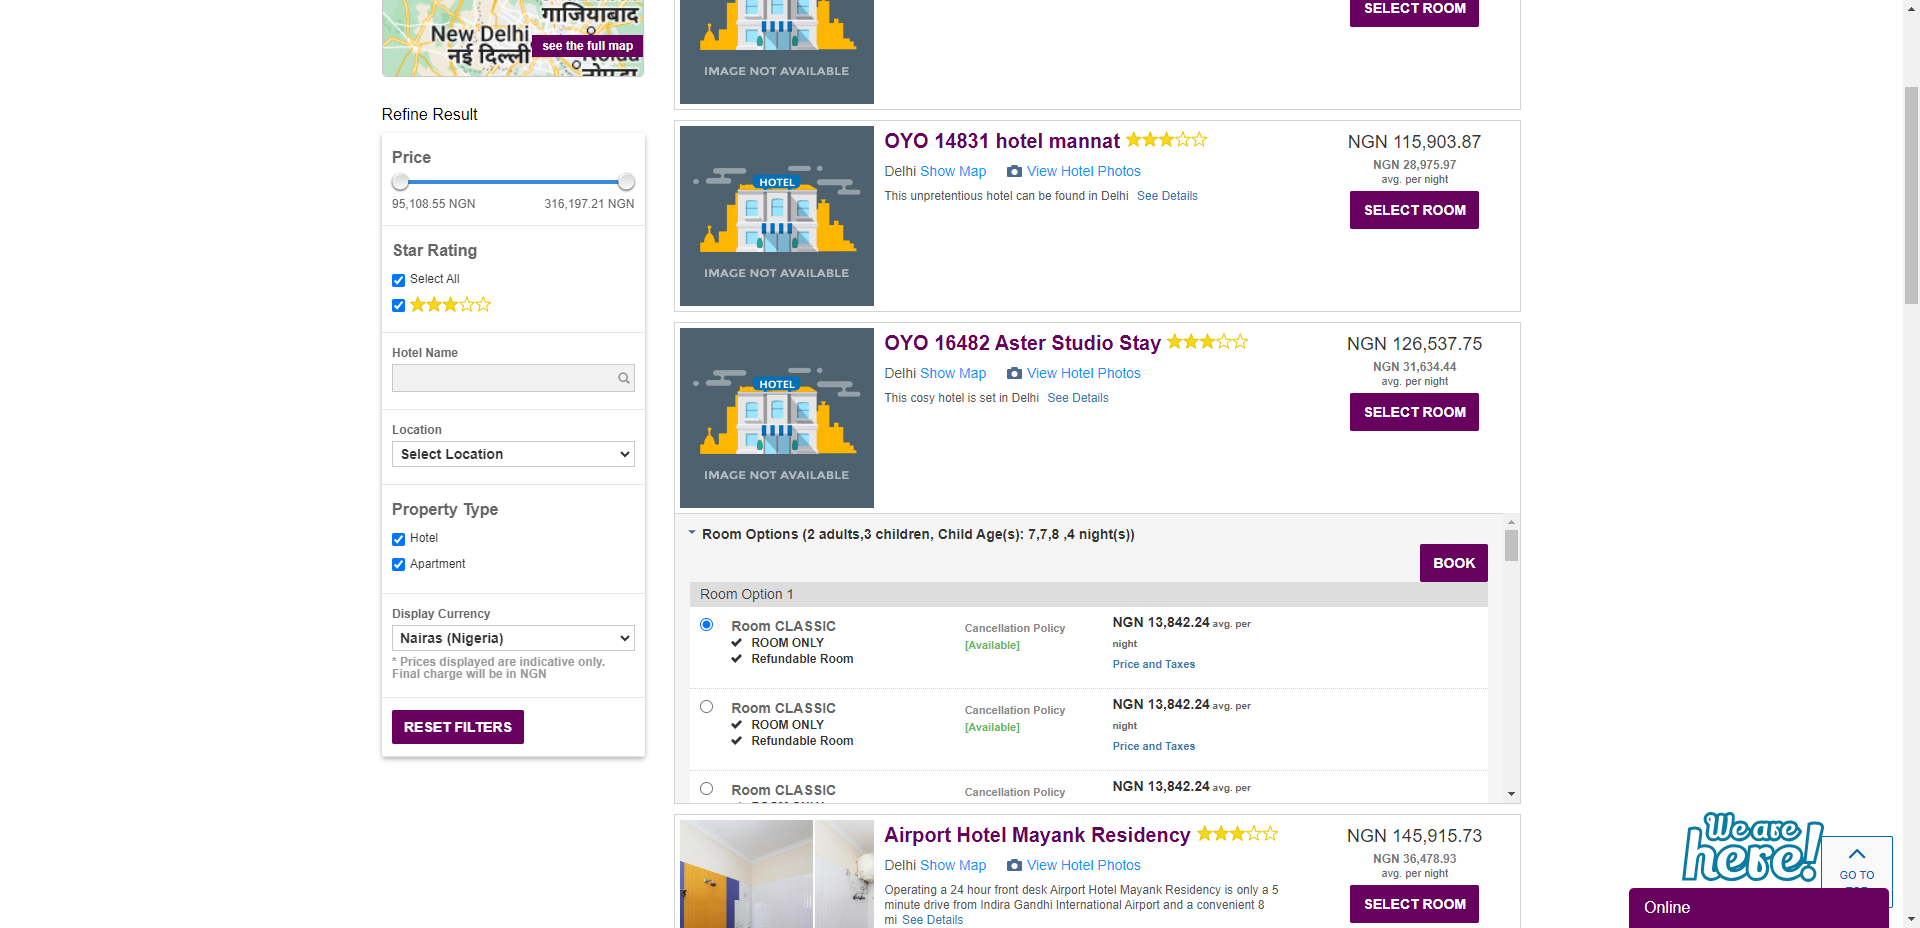 गाजियाबाद
New Delhi
नई दिल्ली
see the full map
नोएडा
Refine Result
Price
95,108.55 NGN
316,197.21 NGN
Star Rating
Select All
Hotel Name
Location
Select Location
Property Type
Hotel
Apartment
Display Currency
Nairas (Nigeria)
* Prices displayed are indicative only.
Final charge will be in NGN
RESET FILTERS
IMAGE NOT AVAILABLE
SELECT ROOM
HOTEL
IMAGE NOT AVAILABLE
OYO 14831 hotel mannat
Delhi Show Map View Hotel Photos
This unpretentious hotel can be found in Delhi See Details
NGN 115,903.87
NGN 28,975.97
avg. per night
SELECT ROOM
HOTEL
IMAGE NOT AVAILABLE
OYO 16482 Aster Studio Stay
Delhi Show Map View Hotel Photos
This cosy hotel is set in Delhi See Details
NGN 126,537.75
NGN 31,634.44
avg. per night
SELECT ROOM
Room Options (2 adults,3 children, Child Age(s): 7,7,8 ,4 night(s))
BOOK
Room Option 1
Room CLASSIC
ROOM ONLY
Refundable Room
Cancellation Policy
[Available]
NGN 13,842.24 avg. per
night
Price and Taxes
Room CLASSIC
ROOM ONLY
Refundable Room
Cancellation Policy
[Available]
NGN 13,842.24 avg. per
night
Price and Taxes
Room CLASSIC
Cancellation Policy
NGN 13,842.24 avg. per
Airport Hotel Mayank Residency
Delhi Show Map View Hotel Photos
Operating a 24 hour front desk Airport Hotel Mayank Residency is only a 5
minute drive from Indira Gandhi International Airport and a convenient 8
mi See Details
NGN 145,915.73
NGN 36,478.93
avg. per night
SELECT ROOM
We are
here!
GO TO
Online